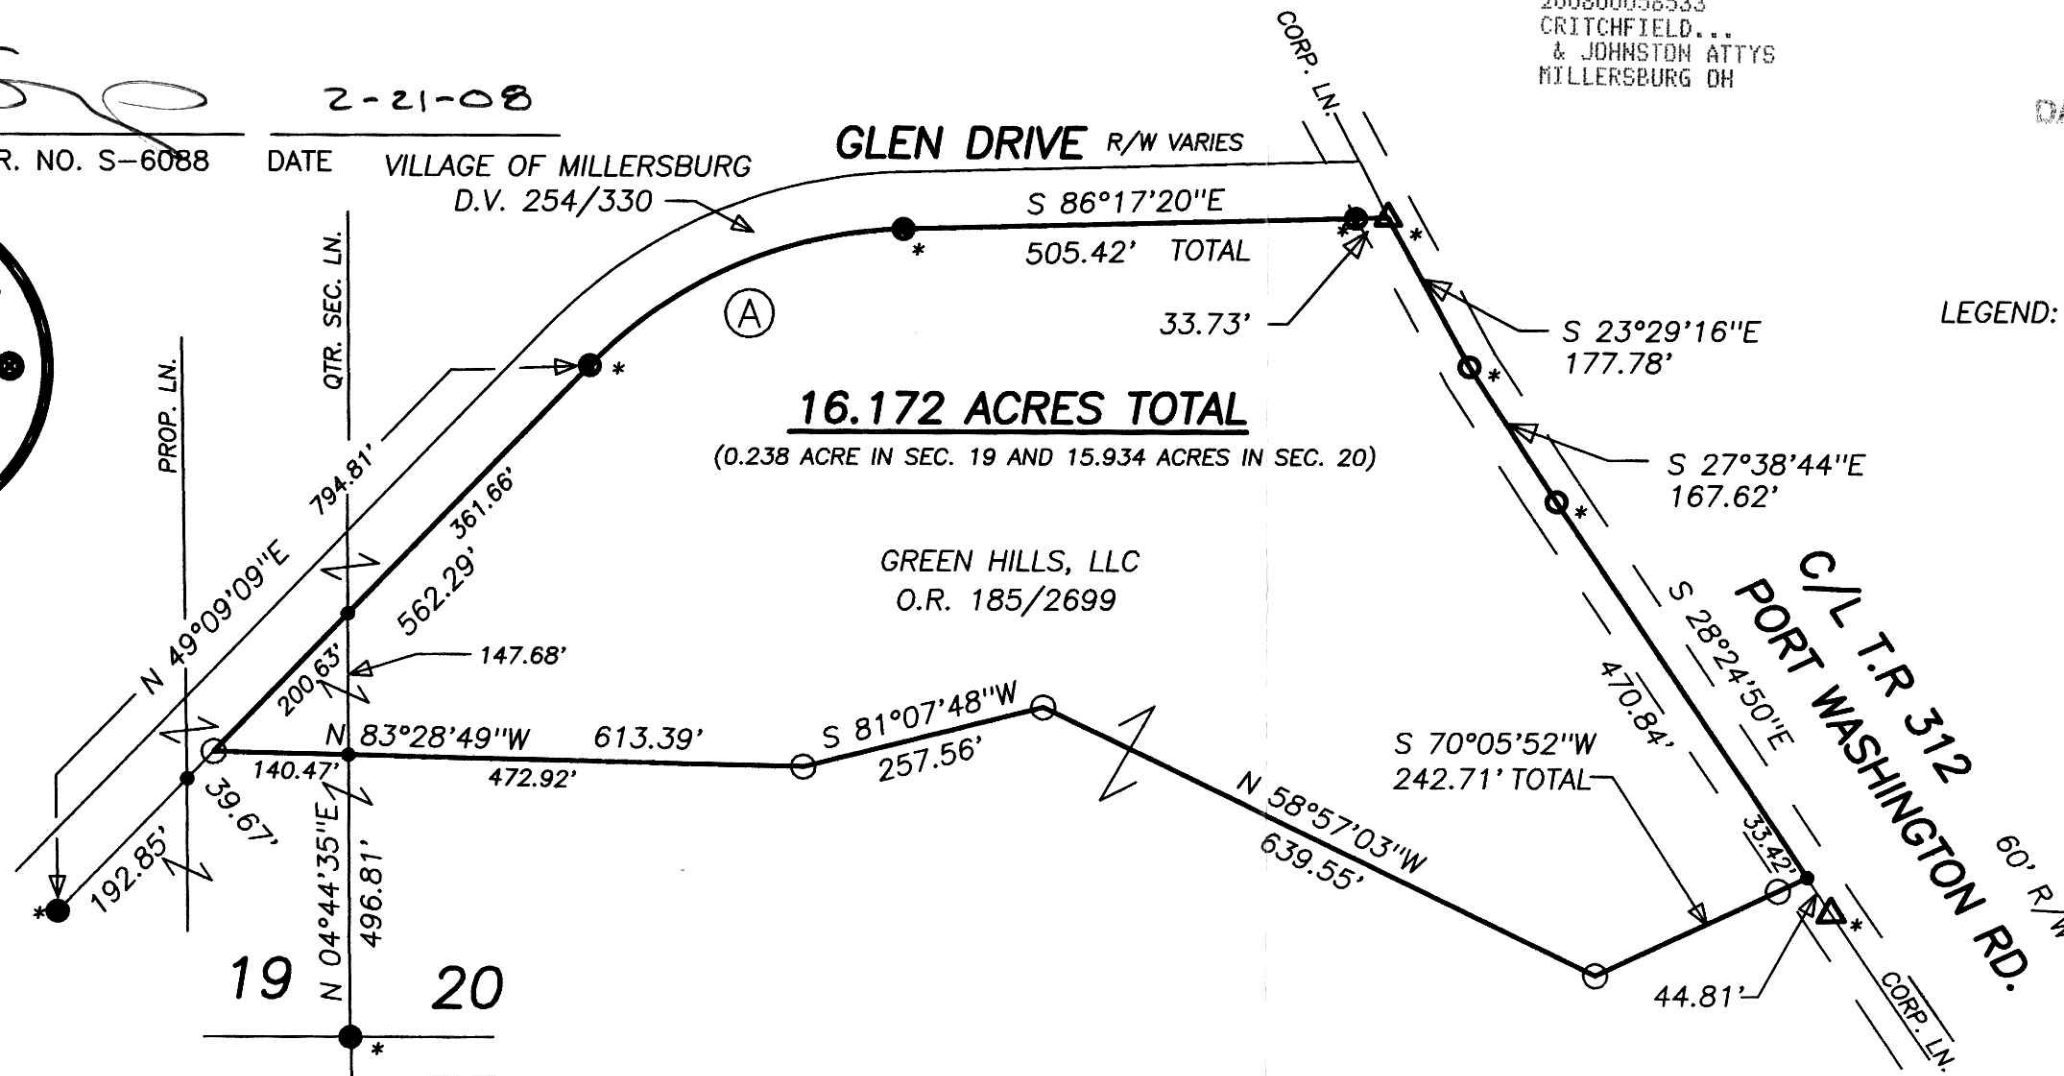 CRITCHFIELD...
& JOHNSTON ATTYS
MILLERSBURG OH
2-21-08
R. NO. S-6088
DATE
VILLAGE OF MILLERSBURG
D.V. 254/330
GLEN DRIVE R/W VARIES
CORP. LN.
S 86°17'20"E
505.42' TOTAL
*
*
*
33.73'
QTR. SEC. LN.
PROP. LN.
A
*
S 23°29'16"E
177.78'
LEGEND:
*
16.172 ACRES TOTAL
(0.238 ACRE IN SEC. 19 AND 15.934 ACRES IN SEC. 20)
S 27°38'44"E
167.62'
*
794.81'
361.66'
562.29'
N 49°09'09"E
GREEN HILLS, LLC
O.R. 185/2699
C/L T.R 312
PORT WASHINGTON RD.
60' R/W
S 28°24'50"E
470.84'
200.63'
147.68'
N 83°28'49"W 613.39'
140.47'
472.92'
S 81°07'48"W
257.56'
N 58°57'03"W
639.55'
S 70°05'52"W
242.71' TOTAL
33.42'
44.81'
*
CORP. LN.
39.67'
192.85'
*
N 04°44'35"E
496.81'
19 20
*